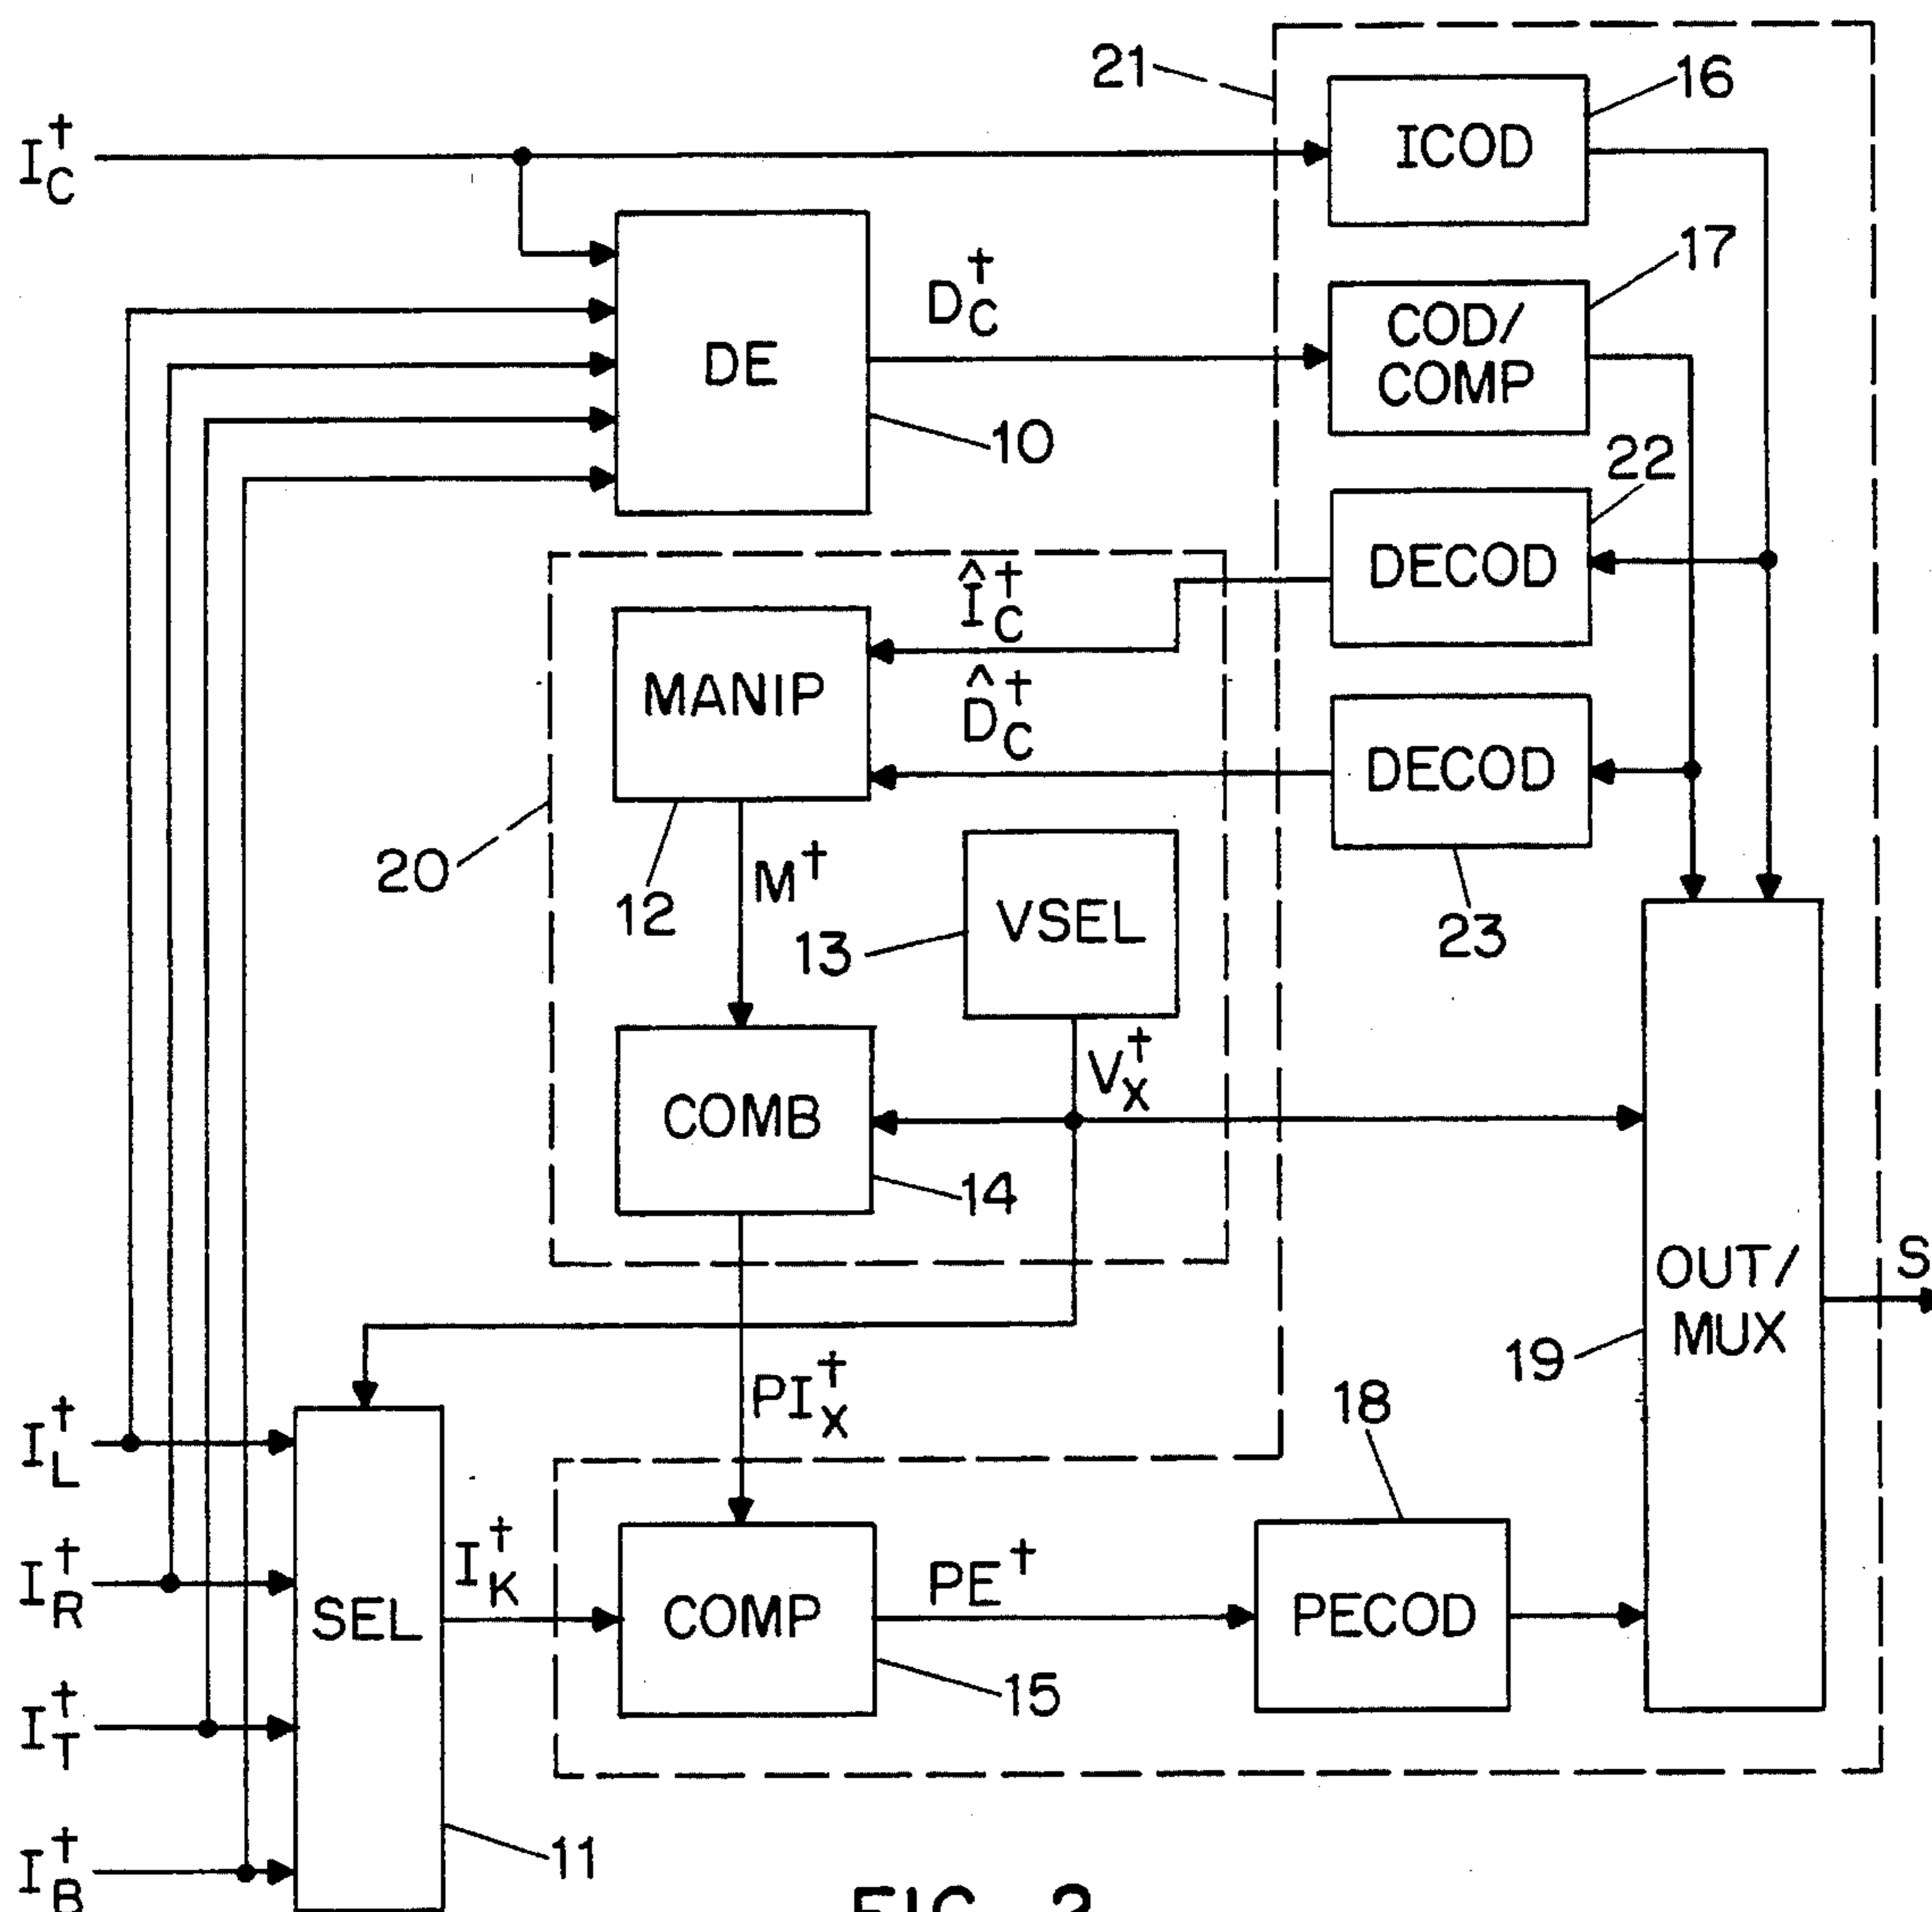 21
16
ICOD
I_C^t
17
D_C^t
COD/
COMP
DE
10
22
DECOD
Î_C^t
MANIP
D̂_C^t
DECOD
20
12
M^t
13
VSEL
23
V_X^t
COMB
14
OUT/
MUX
S
19
PI_X^t
18
I_L^t
I_R^t
SEL
I_K^t
COMP
PE^t
PECOD
15
I_T^t
11
I_B^t